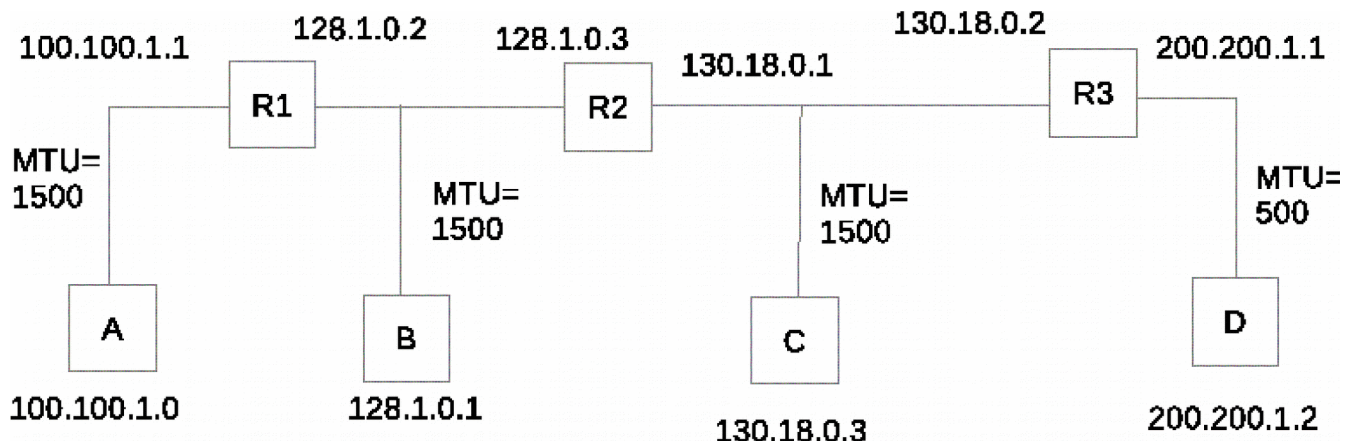 100.100.1.1
128.1.0.2
128.1.0.3
130.18.0.1
130.18.0.2
200.200.1.1
R1
R2
R3
MTU=
1500
MTU=
1500
MTU=
1500
MTU=
500
A
B
C
D
100.100.1.0
128.1.0.1
130.18.0.3
200.200.1.2